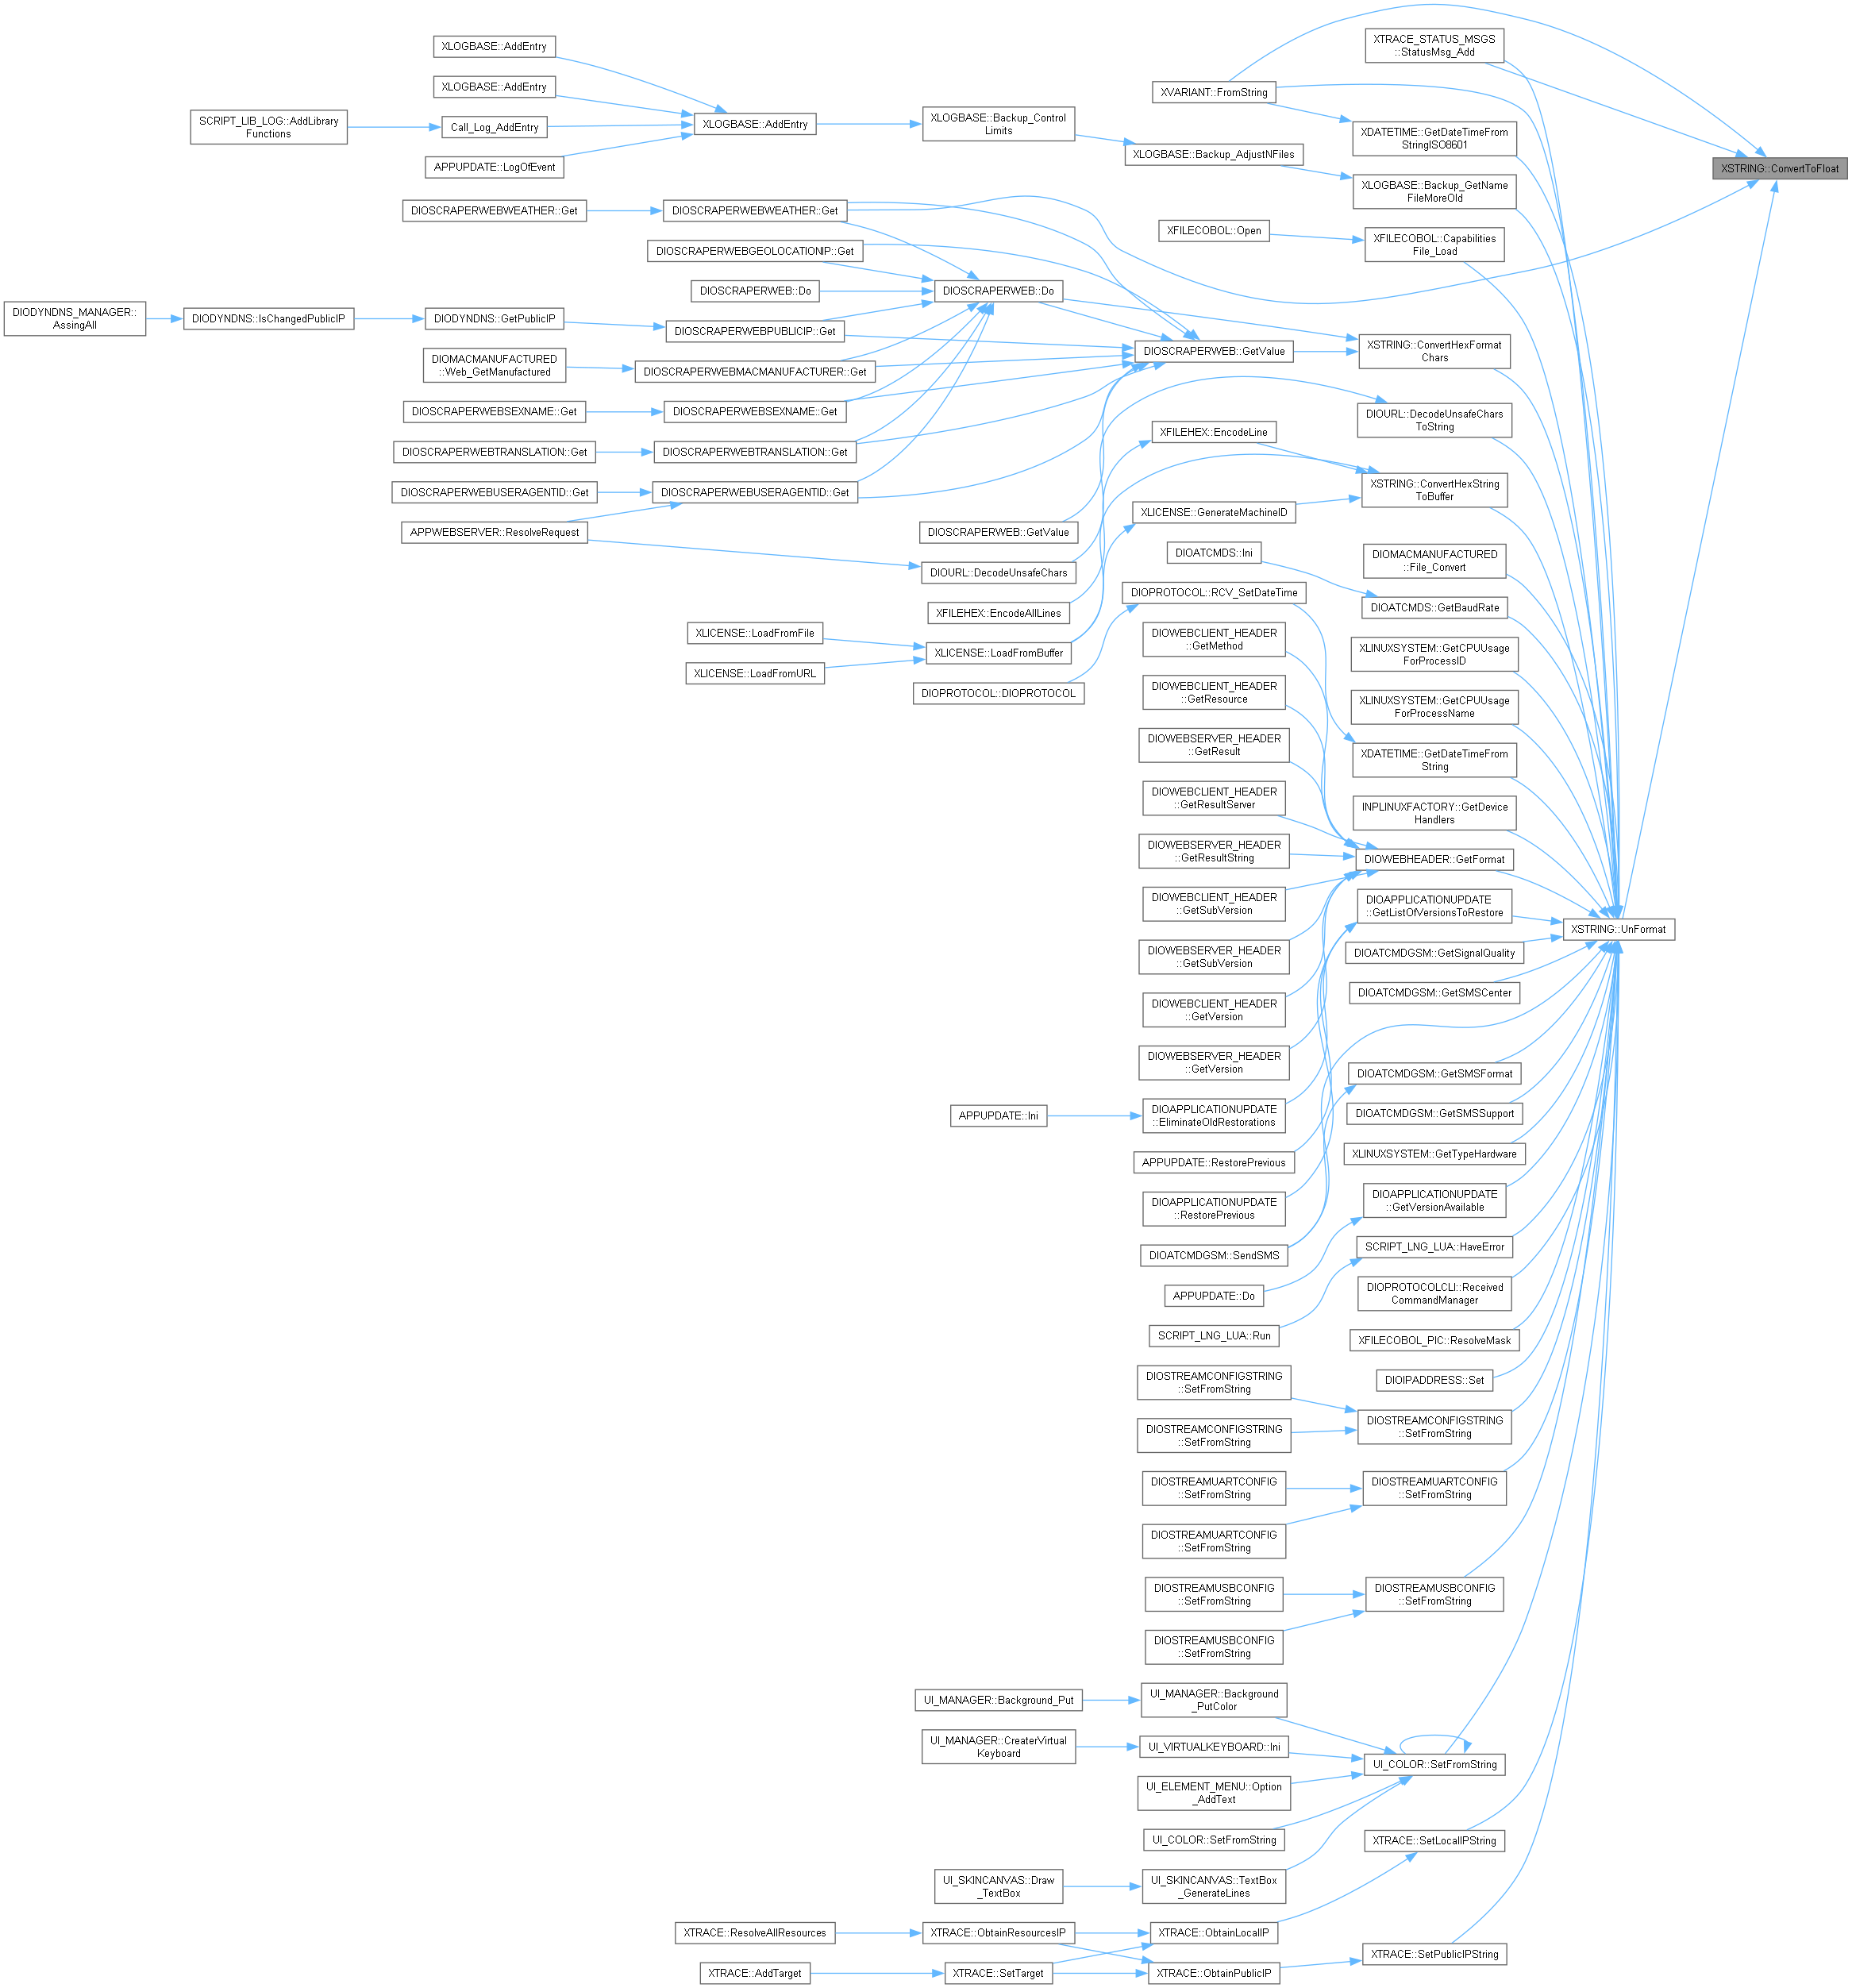 XLOGBASE::AddEntry
XLOGBASE::AddEntry
SCRIPT_LIB_LOG::AddLibrary
Functions
Call_Log_AddEntry
APPUPDATE::LogOfEvent
XLOGBASE::AddEntry
XLOGBASE::Backup_Control
Limits
XLOGBASE::Backup_AdjustNFiles
XVARIANT::FromString
XTRACE_STATUS_MSGS
::StatusMsg_Add
XDATETIME::GetDateTimeFrom
StringISO8601
XLOGBASE::Backup_GetName
FileMoreOld
XSTRING::ConvertToFloat
DIOSCRAPERWEBWEATHER::Get
DIOSCRAPERWEBWEATHER::Get
DIOSCRAPERWEBGEOLOCATIONIP::Get
XFILECOBOL::Open
XFILECOBOL::Capabilities
File_Load
DIOSCRAPERWEB::Do
DIOSCRAPERWEB::Do
DIODYNDNS_MANAGER::
AssingAll
DIODYNDNS::IsChangedPublicIP
DIODYNDNS::GetPublicIP
DIOSCRAPERWEBPUBLICIP::Get
DIOSCRAPERWEB::GetValue
XSTRING::ConvertHexFormat
Chars
DIOMACMANUFACTURED
::Web_GetManufactured
DIOSCRAPERWEBMACMANUFACTURER::Get
DIOSCRAPERWEBSEXNAME::Get
DIOSCRAPERWEBSEXNAME::Get
DIOURL::DecodeUnsafeChars
ToString
XFILEHEX::EncodeLine
DIOSCRAPERWEBTRANSLATION::Get
DIOSCRAPERWEBTRANSLATION::Get
DIOSCRAPERWEBUSERAGENTID::Get
DIOSCRAPERWEBUSERAGENTID::Get
XSTRING::ConvertHexString
ToBuffer
XLICENSE::GenerateMachineID
APPWEBSERVER::ResolveRequest
DIOSCRAPERWEB::GetValue
DIOATCMDS::Ini
DIOMACMANUFACTURED
::File_Convert
DIOURL::DecodeUnsafeChars
DIOPROTOCOL::RCV_SetDateTime
DIOATCMDS::GetBaudRate
XFILEHEX::EncodeAllLines
XLICENSE::LoadFromFile
XLICENSE::LoadFromBuffer
XLICENSE::LoadFromURL
DIOPROTOCOL::DIOPROTOCOL
DIOWEBCLIENT_HEADER
::GetMethod
XLINUXSYSTEM::GetCPUUsage
ForProcessID
DIOWEBCLIENT_HEADER
::GetResource
XLINUXSYSTEM::GetCPUUsage
ForProcessName
DIOWEBSERVER_HEADER
::GetResult
XDATETIME::GetDateTimeFrom
String
DIOWEBCLIENT_HEADER
::GetResultServer
INPLINUXFACTORY::GetDevice
Handlers
DIOWEBSERVER_HEADER
::GetResultString
DIOWEBHEADER::GetFormat
DIOWEBCLIENT_HEADER
::GetSubVersion
DIOAPPLICATIONUPDATE
::GetListOfVersionsToRestore
XSTRING::UnFormat
DIOWEBSERVER_HEADER
::GetSubVersion
DIOATCMDGSM::GetSignalQuality
DIOWEBCLIENT_HEADER
::GetVersion
DIOATCMDGSM::GetSMSCenter
DIOWEBSERVER_HEADER
::GetVersion
DIOATCMDGSM::GetSMSFormat
APPUPDATE::Ini
DIOAPPLICATIONUPDATE
::EliminateOldRestorations
DIOATCMDGSM::GetSMSSupport
APPUPDATE::RestorePrevious
XLINUXSYSTEM::GetTypeHardware
DIOAPPLICATIONUPDATE
::RestorePrevious
DIOAPPLICATIONUPDATE
::GetVersionAvailable
DIOATCMDGSM::SendSMS
SCRIPT_LNG_LUA::HaveError
APPUPDATE::Do
DIOPROTOCOLCLI::Received
CommandManager
SCRIPT_LNG_LUA::Run
XFILECOBOL_PIC::ResolveMask
DIOIPADDRESS::Set
DIOSTREAMCONFIGSTRING
::SetFromString
DIOSTREAMCONFIGSTRING
::SetFromString
DIOSTREAMCONFIGSTRING
::SetFromString
DIOSTREAMUARTCONFIG
::SetFromString
DIOSTREAMUARTCONFIG
::SetFromString
DIOSTREAMUARTCONFIG
::SetFromString
DIOSTREAMUSBCONFIG
::SetFromString
DIOSTREAMUSBCONFIG
::SetFromString
DIOSTREAMUSBCONFIG
::SetFromString
UI_MANAGER::Background_Put
UI_MANAGER::Background
_PutColor
UI_MANAGER::CreaterVirtual
Keyboard
UI_VIRTUALKEYBOARD::Ini
UI_COLOR::SetFromString
UI_ELEMENT_MENU::Option
_AddText
UI_COLOR::SetFromString
XTRACE::SetLocalIPString
UI_SKINCANVAS::Draw
_TextBox
UI_SKINCANVAS::TextBox
_GenerateLines
XTRACE::ResolveAllResources
XTRACE::ObtainResourcesIP
XTRACE::ObtainLocalIP
XTRACE::SetPublicIPString
XTRACE::AddTarget
XTRACE::SetTarget
XTRACE::ObtainPublicIP